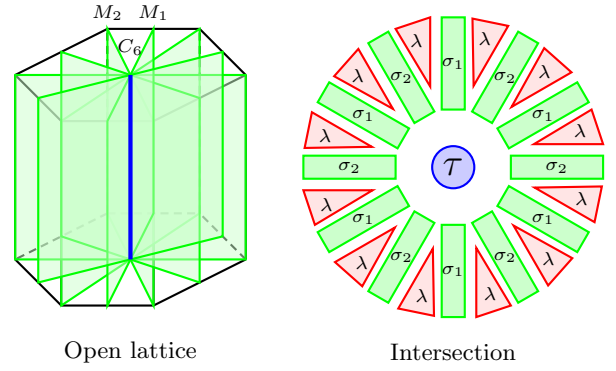 M₂ M₁
C₆
λ λ
σ₂ σ₁ σ₂
λ λ
σ₁ σ₁
λ λ
σ₂ τ σ₂
λ λ
σ₁ σ₁
λ σ₂ σ₁ σ₂ λ
λ λ
Open lattice
Intersection